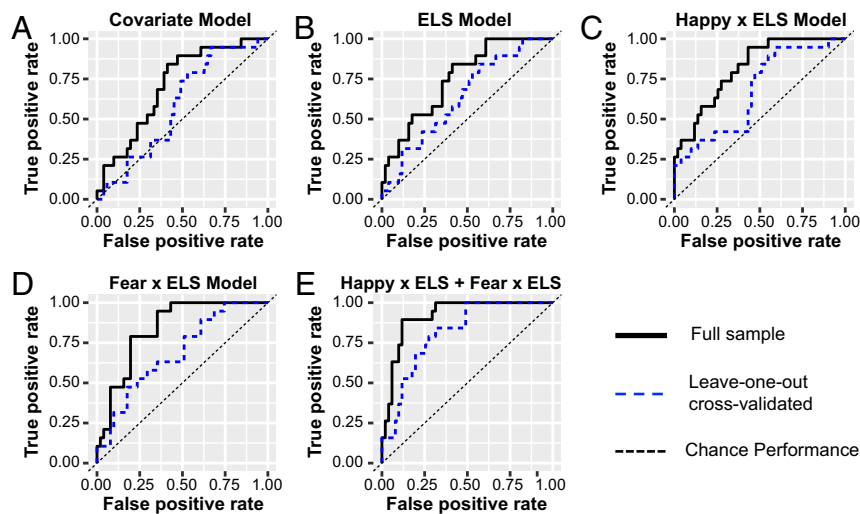 A
Covariate Model
True positive rate
1.00
0.75
0.50
0.25
0.00
0.00 0.25 0.50 0.75 1.00
False positive rate
B
ELS Model
True positive rate
1.00
0.75
0.50
0.25
0.00
0.00 0.25 0.50 0.75 1.00
False positive rate
C
Happy x ELS Model
True positive rate
1.00
0.75
0.50
0.25
0.00
0.00 0.25 0.50 0.75 1.00
False positive rate
D
Fear x ELS Model
True positive rate
1.00
0.75
0.50
0.25
0.00
0.00 0.25 0.50 0.75 1.00
False positive rate
E
Happy x ELS + Fear x ELS
True positive rate
1.00
0.75
0.50
0.25
0.00
0.00 0.25 0.50 0.75 1.00
False positive rate
Full sample
Leave-one-out
cross-validated
Chance Performance